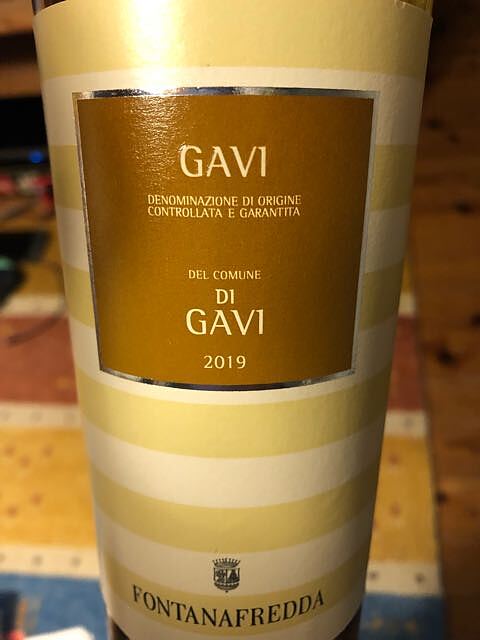 GAVI
DENOMINAZIONE DI ORIGINE
CONTROLLATA E GARANTITA
DEL COMUNE
DI
GAVI
2019
FONTANAFREDDA